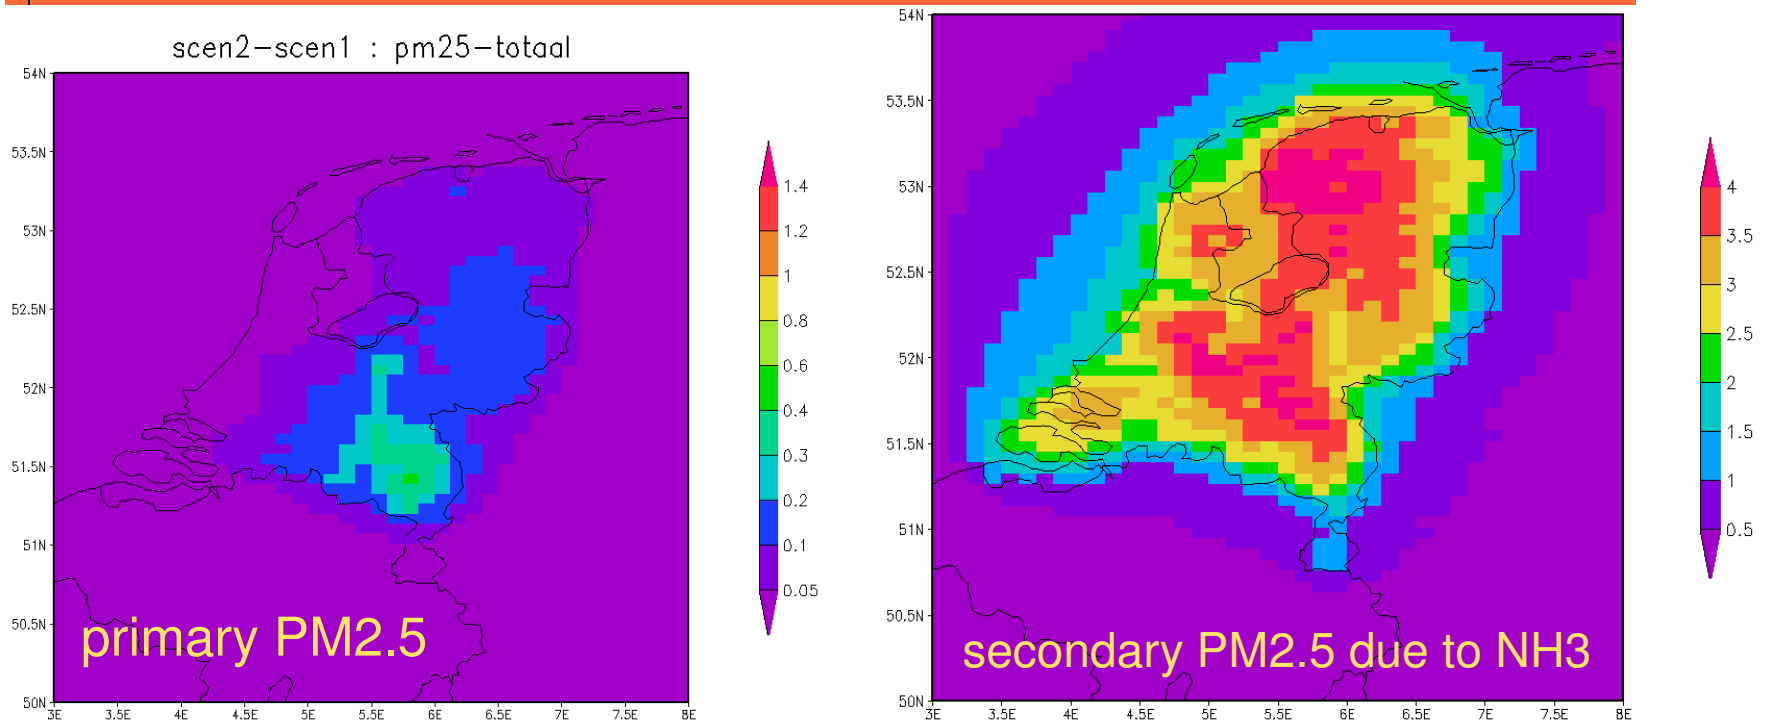 scen2-scen1 : pm25-totaal
54N
53.5N
53N
52.5N
52N
51.5N
51N
50.5N
50N
3E 3.5E 4E 4.5E 5E 5.5E 6E 6.5E 7E 7.5E 8E
primary PM2.5
1.4
1.2
1
0.8
0.6
0.4
0.3
0.2
0.1
0.05
54N
53.5N
53N
52.5N
52N
51.5N
51N
50.5N
50N
3E 3.5E 4E 4.5E 5E 5.5E 6E 6.5E 7E 7.5E 8E
secondary PM2.5 due to NH3
4
3.5
3
2.5
2
1.5
1
0.5